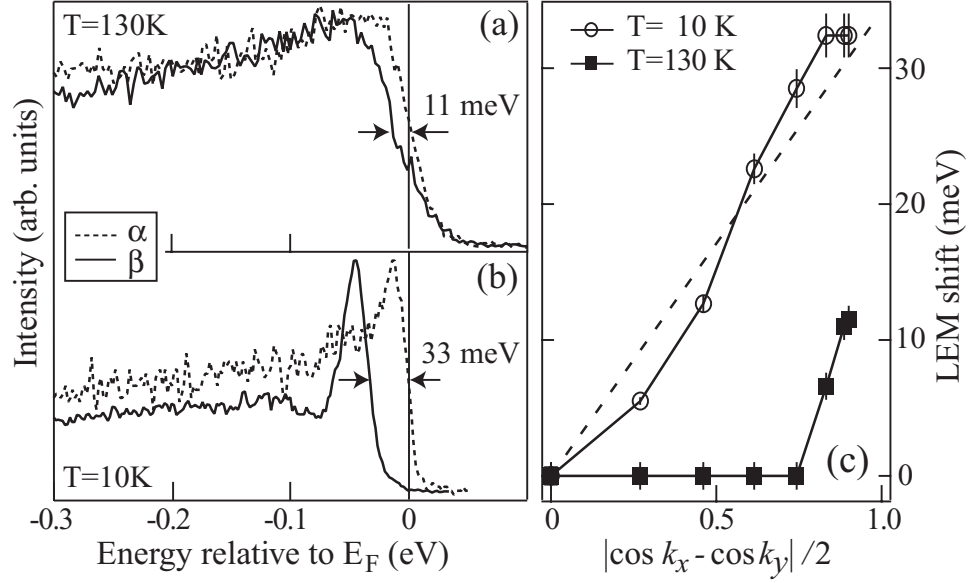 T=130K
(a)
11 meV
α
β
(b)
33 meV
T=10K
Intensity (arb. units)
-0.3
-0.2
-0.1
0
Energy relative to E_F (eV)
T= 10 K
T=130 K
30
20
10
0
LEM shift (meV)
(c)
0
0.5
1.0
|cos k_x - cos k_y| /2